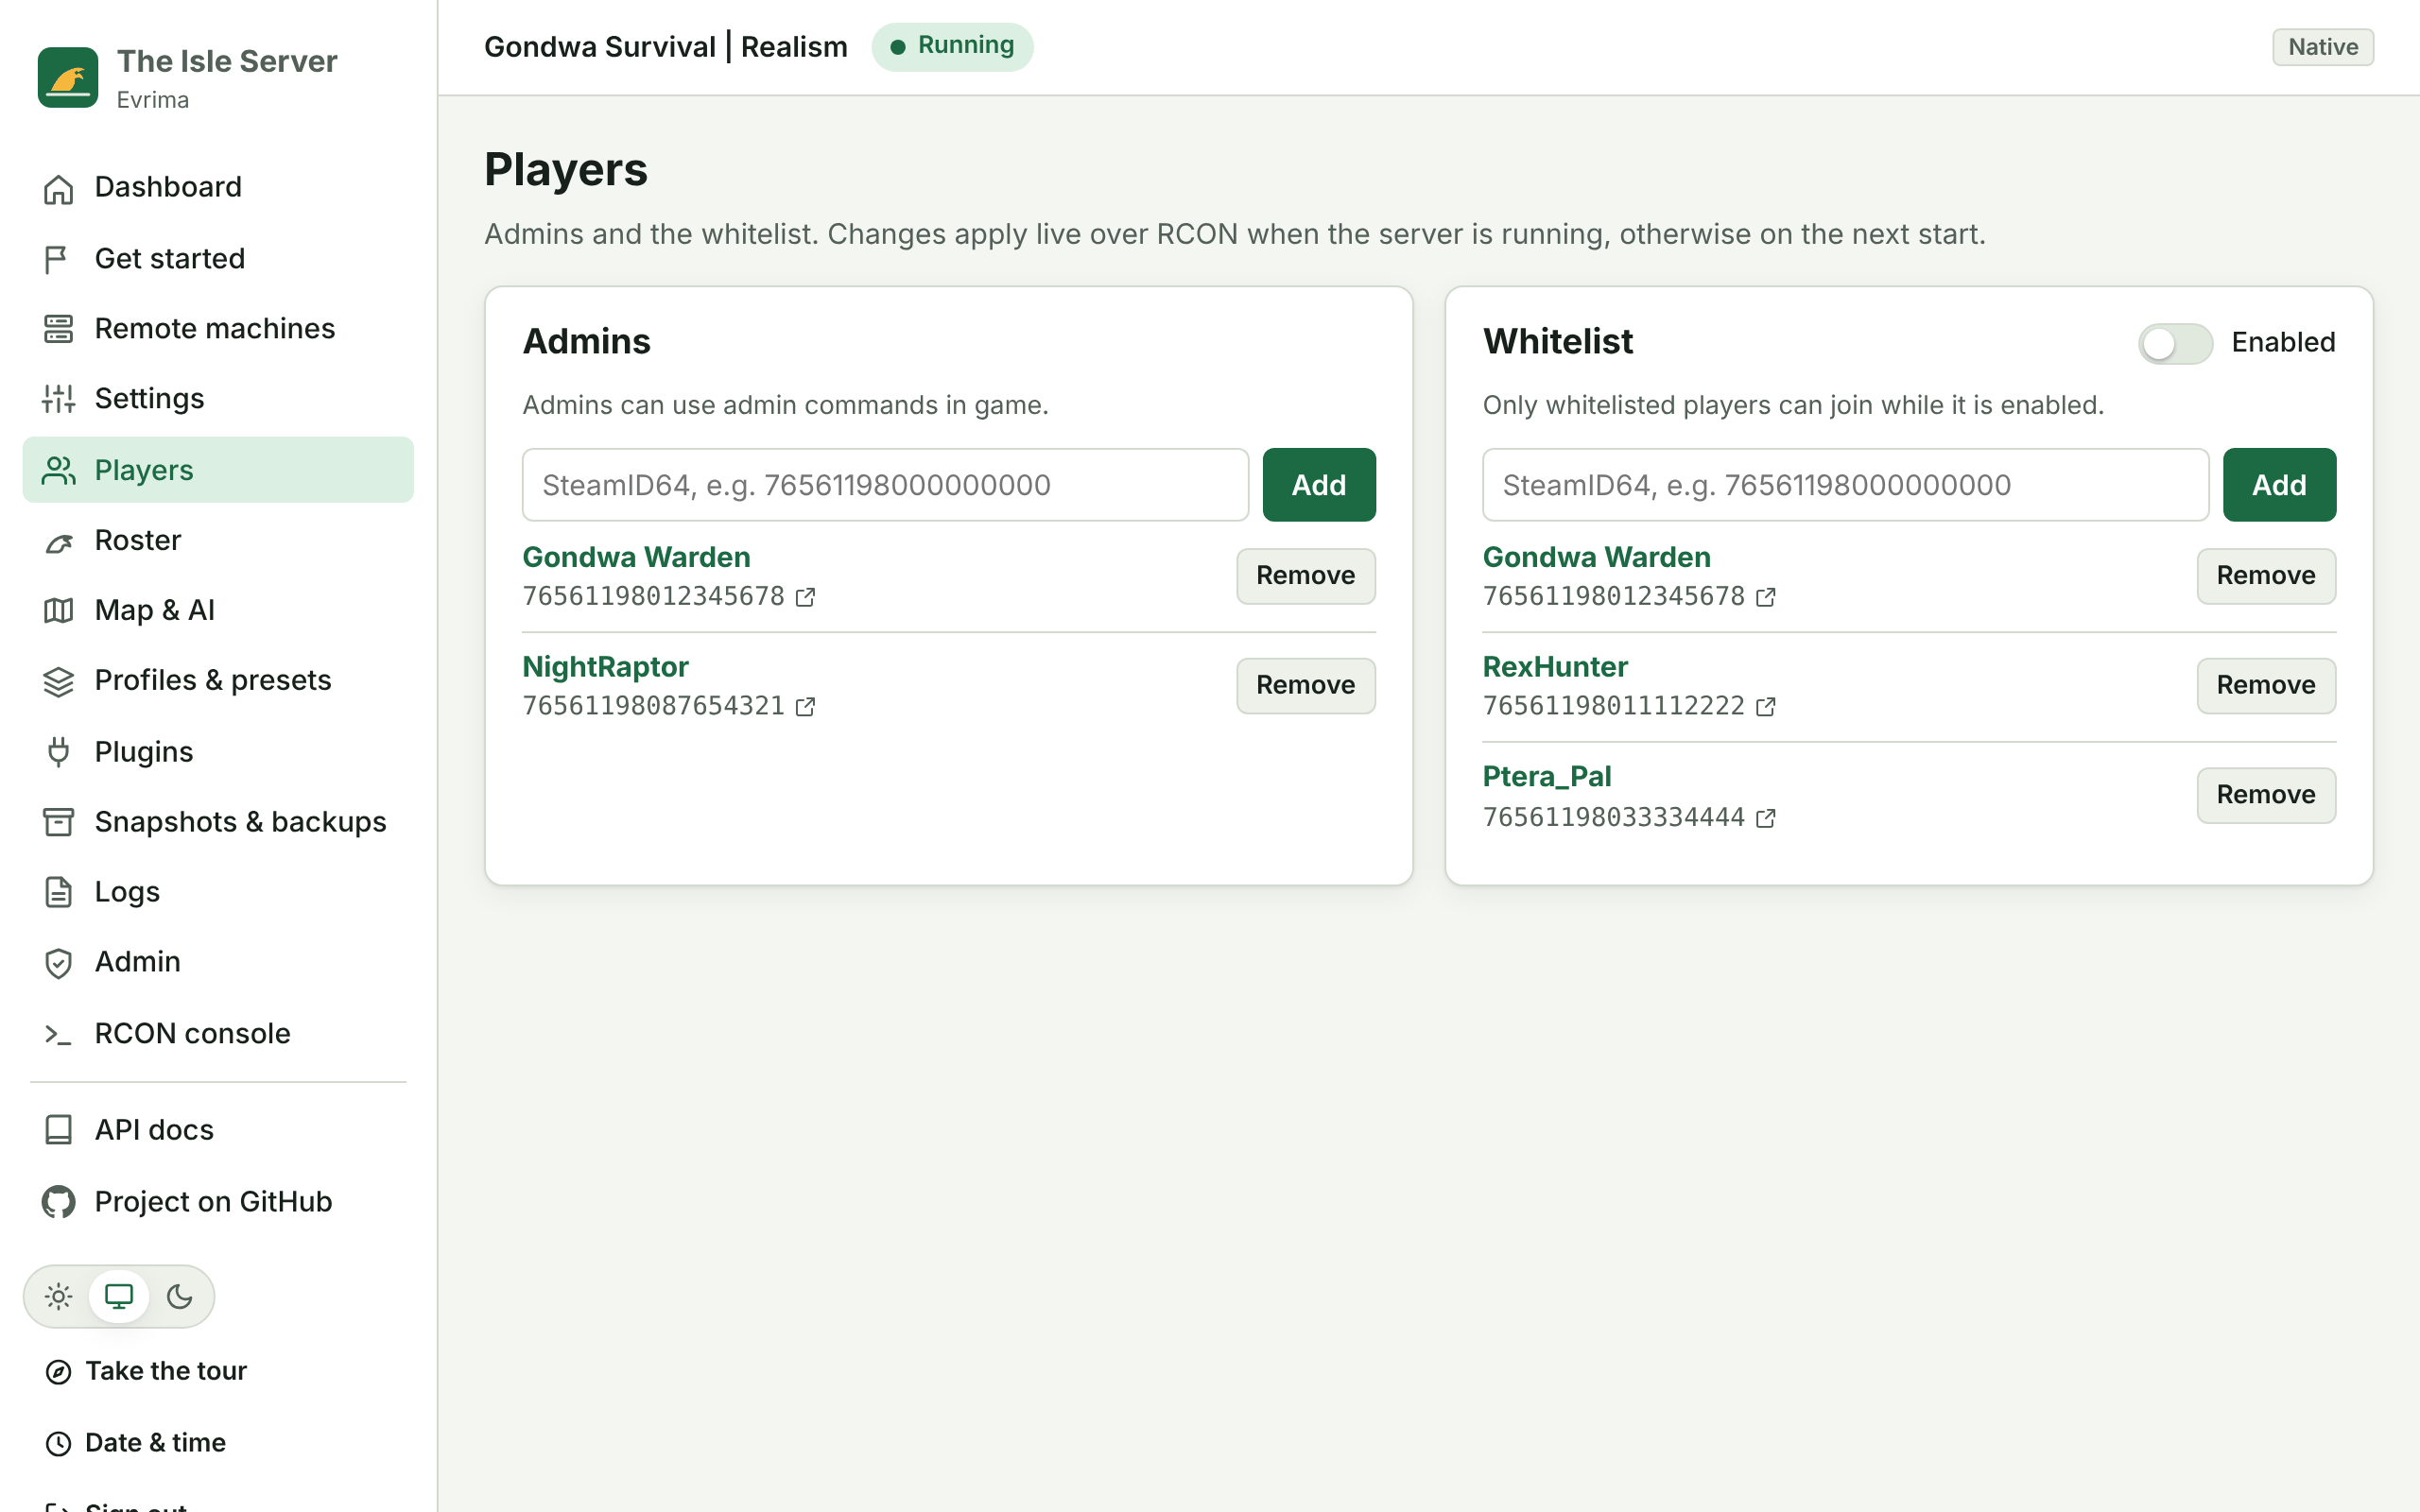 The Isle Server
Evrima
Dashboard
Get started
Remote machines
Settings
Players
Roster
Map & AI
Profiles & presets
Plugins
Snapshots & backups
Logs
Admin
RCON console
API docs
Project on GitHub
Take the tour
Date & time
Sign out
Gondwa Survival | Realism
Running
Native
Players
Admins and the whitelist. Changes apply live over RCON when the server is running, otherwise on the next start.
Admins
Admins can use admin commands in game.
SteamID64, e.g. 76561198000000000
Add
Gondwa Warden
76561198012345678
Remove
NightRaptor
76561198087654321
Remove
Whitelist
Enabled
Only whitelisted players can join while it is enabled.
SteamID64, e.g. 76561198000000000
Add
Gondwa Warden
76561198012345678
Remove
RexHunter
76561198011112222
Remove
Ptera_Pal
76561198033334444
Remove